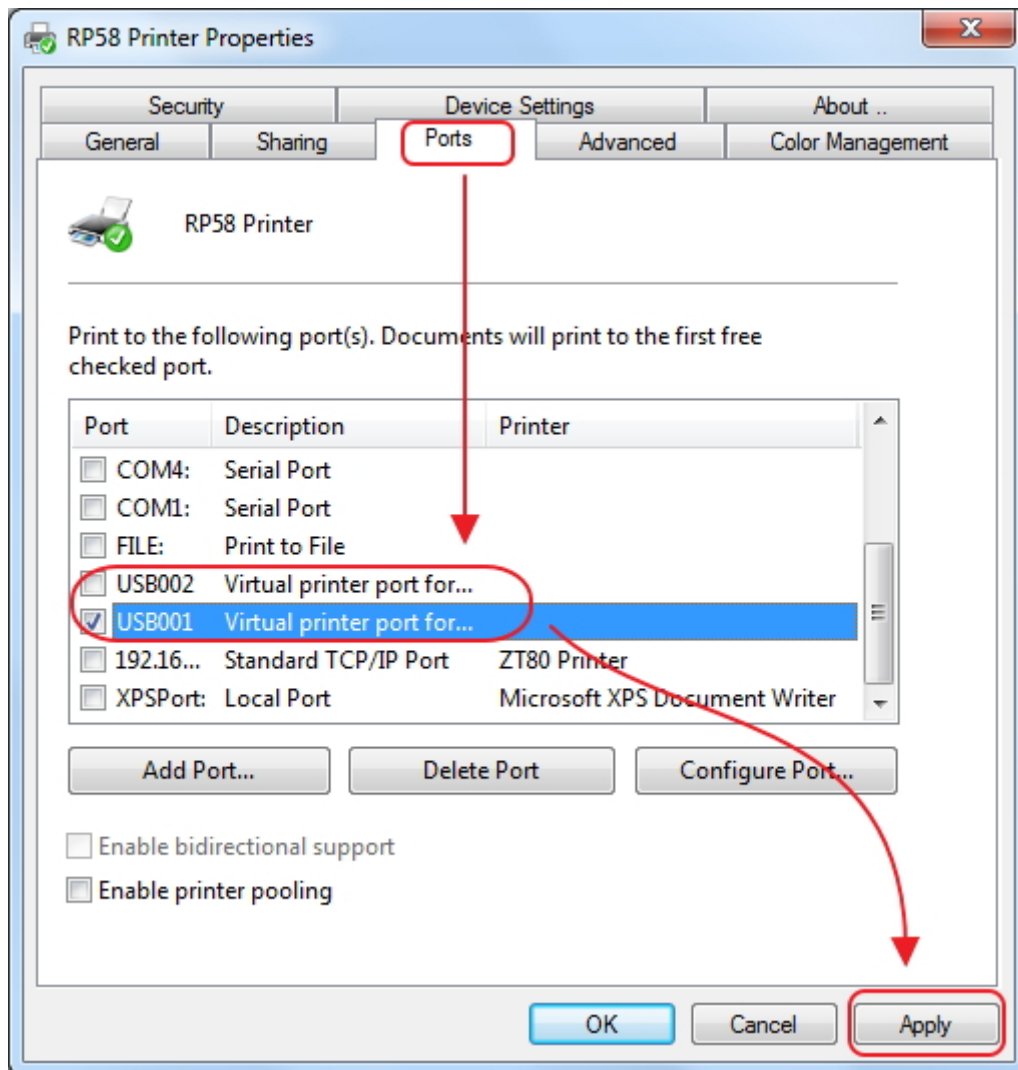 RP58 Printer Properties
X
Security Device Settings About ..
General Sharing Ports Advanced Color Management
RP58 Printer
Print to the following port(s). Documents will print to the first free
checked port.
Port Description Printer
COM4: Serial Port
COM1: Serial Port
FILE: Print to File
USB002 Virtual printer port for...
USB001 Virtual printer port for...
192.16... Standard TCP/IP Port ZT80 Printer
XPSPort: Local Port Microsoft XPS Document Writer
Add Port... Delete Port Configure Port...
Enable bidirectional support
Enable printer pooling
OK Cancel Apply